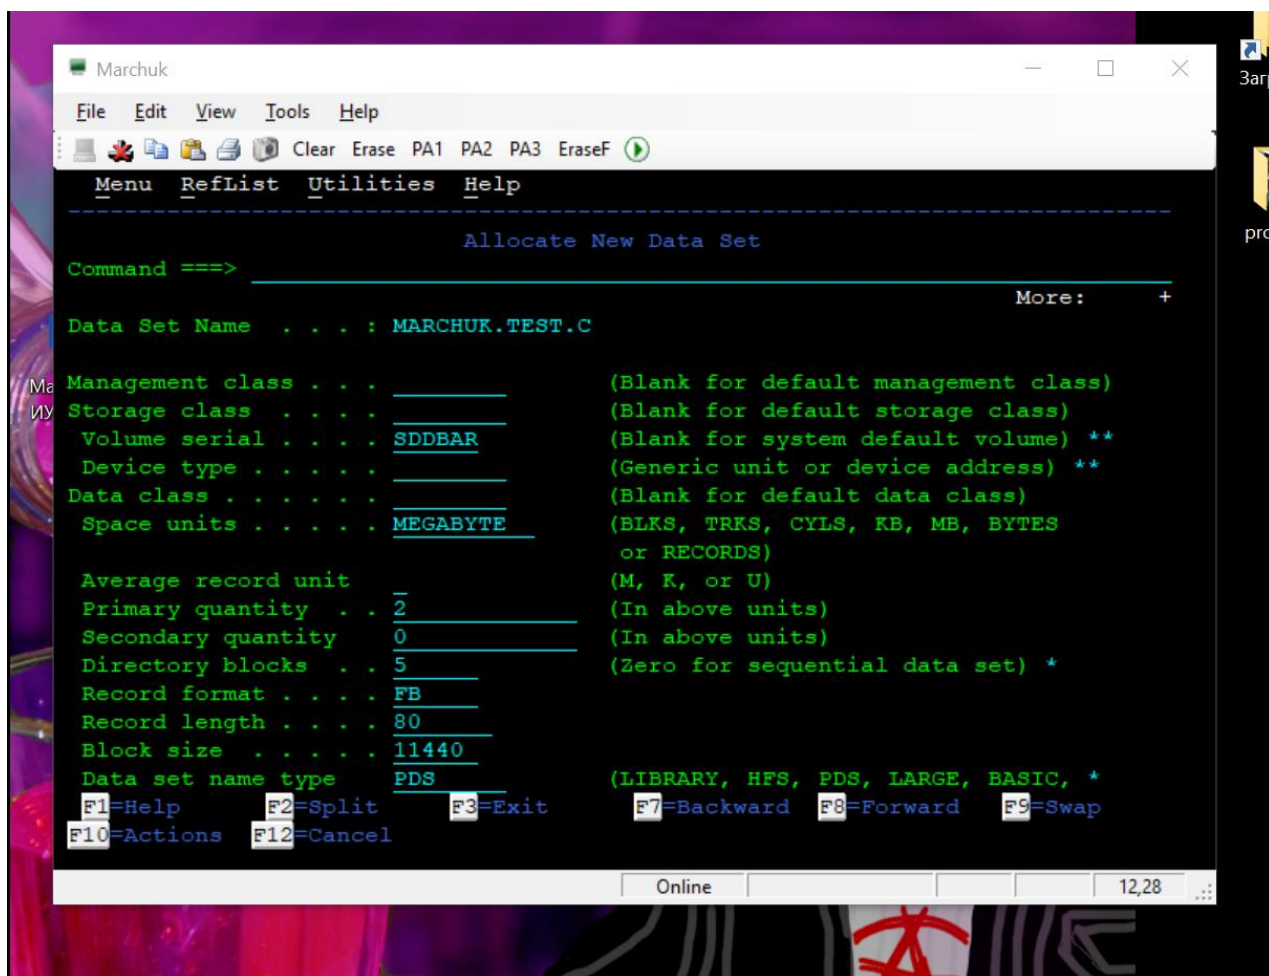 Marchuk
File Edit View Tools Help
Clear Erase PA1 PA2 PA3 EraseF
Menu RefList Utilities Help
Allocate New Data Set
Command ===>
More: +
Data Set Name . . . : MARCHUK.TEST.C
Management class . . . (Blank for default management class)
Storage class . . . . (Blank for default storage class)
Volume serial . . . . SDDBAR (Blank for system default volume) **
Device type . . . . . (Generic unit or device address) **
Data class . . . . . . (Blank for default data class)
Space units . . . . . MEGABYTE (BLKS, TRKS, CYLS, KB, MB, BYTES
or RECORDS)
Average record unit _ (M, K, or U)
Primary quantity . . 2 (In above units)
Secondary quantity 0 (In above units)
Directory blocks . . 5 (Zero for sequential data set) *
Record format . . . . FB
Record length . . . . 80
Block size . . . . . 11440
Data set name type PDS (LIBRARY, HFS, PDS, LARGE, BASIC, *
F1=Help F2=Split F3=Exit F7=Backward F8=Forward F9=Swap
F10=Actions F12=Cancel
Online 12,28